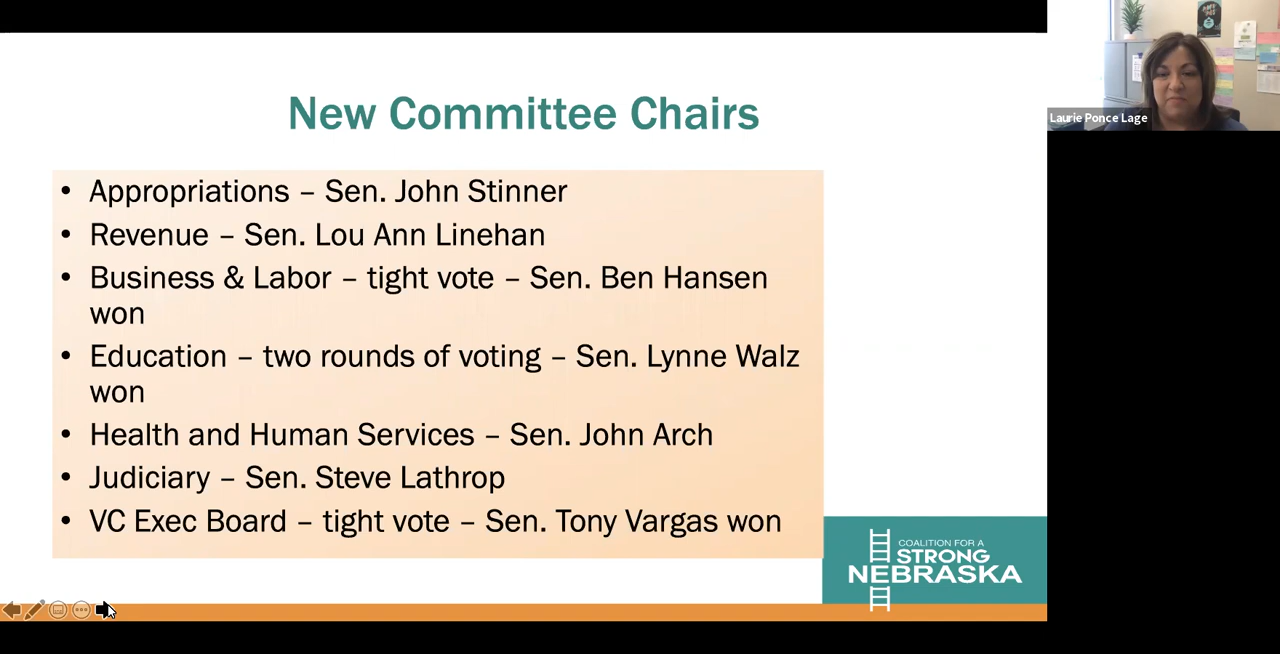 New Committee Chairs
• Appropriations – Sen. John Stinner
• Revenue – Sen. Lou Ann Linehan
• Business & Labor – tight vote – Sen. Ben Hansen
won
• Education – two rounds of voting – Sen. Lynne Walz
won
• Health and Human Services – Sen. John Arch
• Judiciary – Sen. Steve Lathrop
• VC Exec Board – tight vote – Sen. Tony Vargas won
COALITION FOR A
STRONG
NEBRASKA
Laurie Ponce Lage